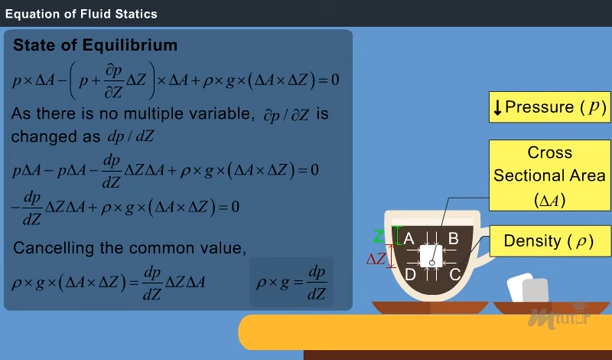 Equation of Fluid Statics
State of Equilibrium
p × ΔA − (p + ∂p/∂Z ΔZ) × ΔA + ρ × g × (ΔA × ΔZ) = 0
As there is no multiple variable, ∂p / ∂Z is
changed as dp / dZ
pΔA − pΔA − dp/dZ ΔZΔA + ρ × g × (ΔA × ΔZ) = 0
− dp/dZ ΔZΔA + ρ × g × (ΔA × ΔZ) = 0
Cancelling the common value,
ρ × g × (ΔA × ΔZ) = dp/dZ ΔZΔA
ρ × g = dp/dZ
↓ Pressure ( p )
Cross
Sectional Area
(ΔA)
Density ( ρ )
Z
ΔZ
A B
D C
Mtutor